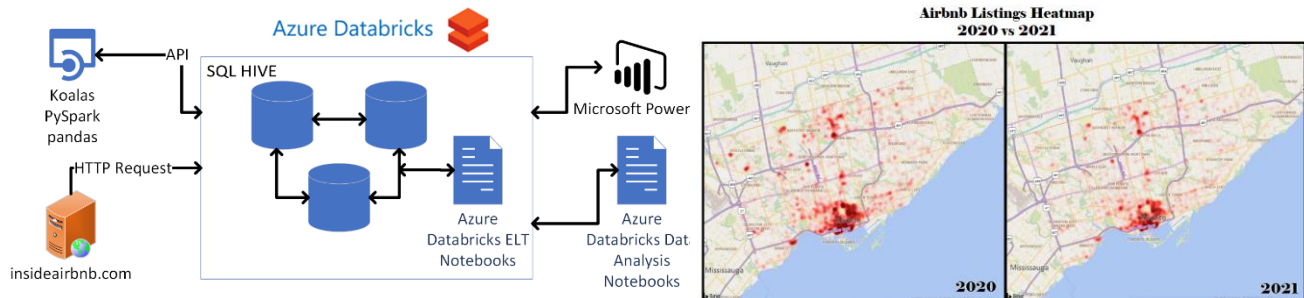 Azure Databricks
API
SQL HIVE
Koalas
PySpark
pandas
HTTP Request
insideairbnb.com
Azure
Databricks ELT
Notebooks
Microsoft Power
Azure
Databricks Data
Analysis
Notebooks
Airbnb Listings Heatmap
2020 vs 2021
Vaughan
Mississauga
2020
Vaughan
Mississauga
2021